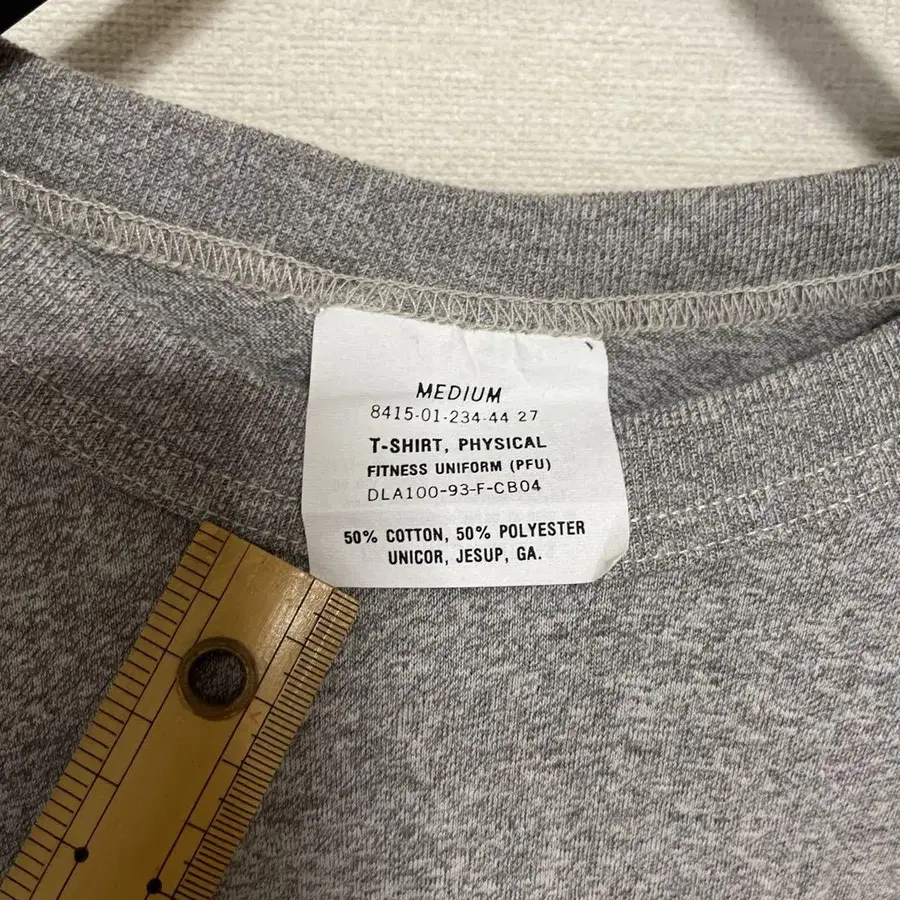 MEDIUM
8415-01-234-44 27
T-SHIRT, PHYSICAL
FITNESS UNIFORM (PFU)
DLA100-93-F-CB04
50% COTTON, 50% POLYESTER
UNICOR, JESUP, GA.